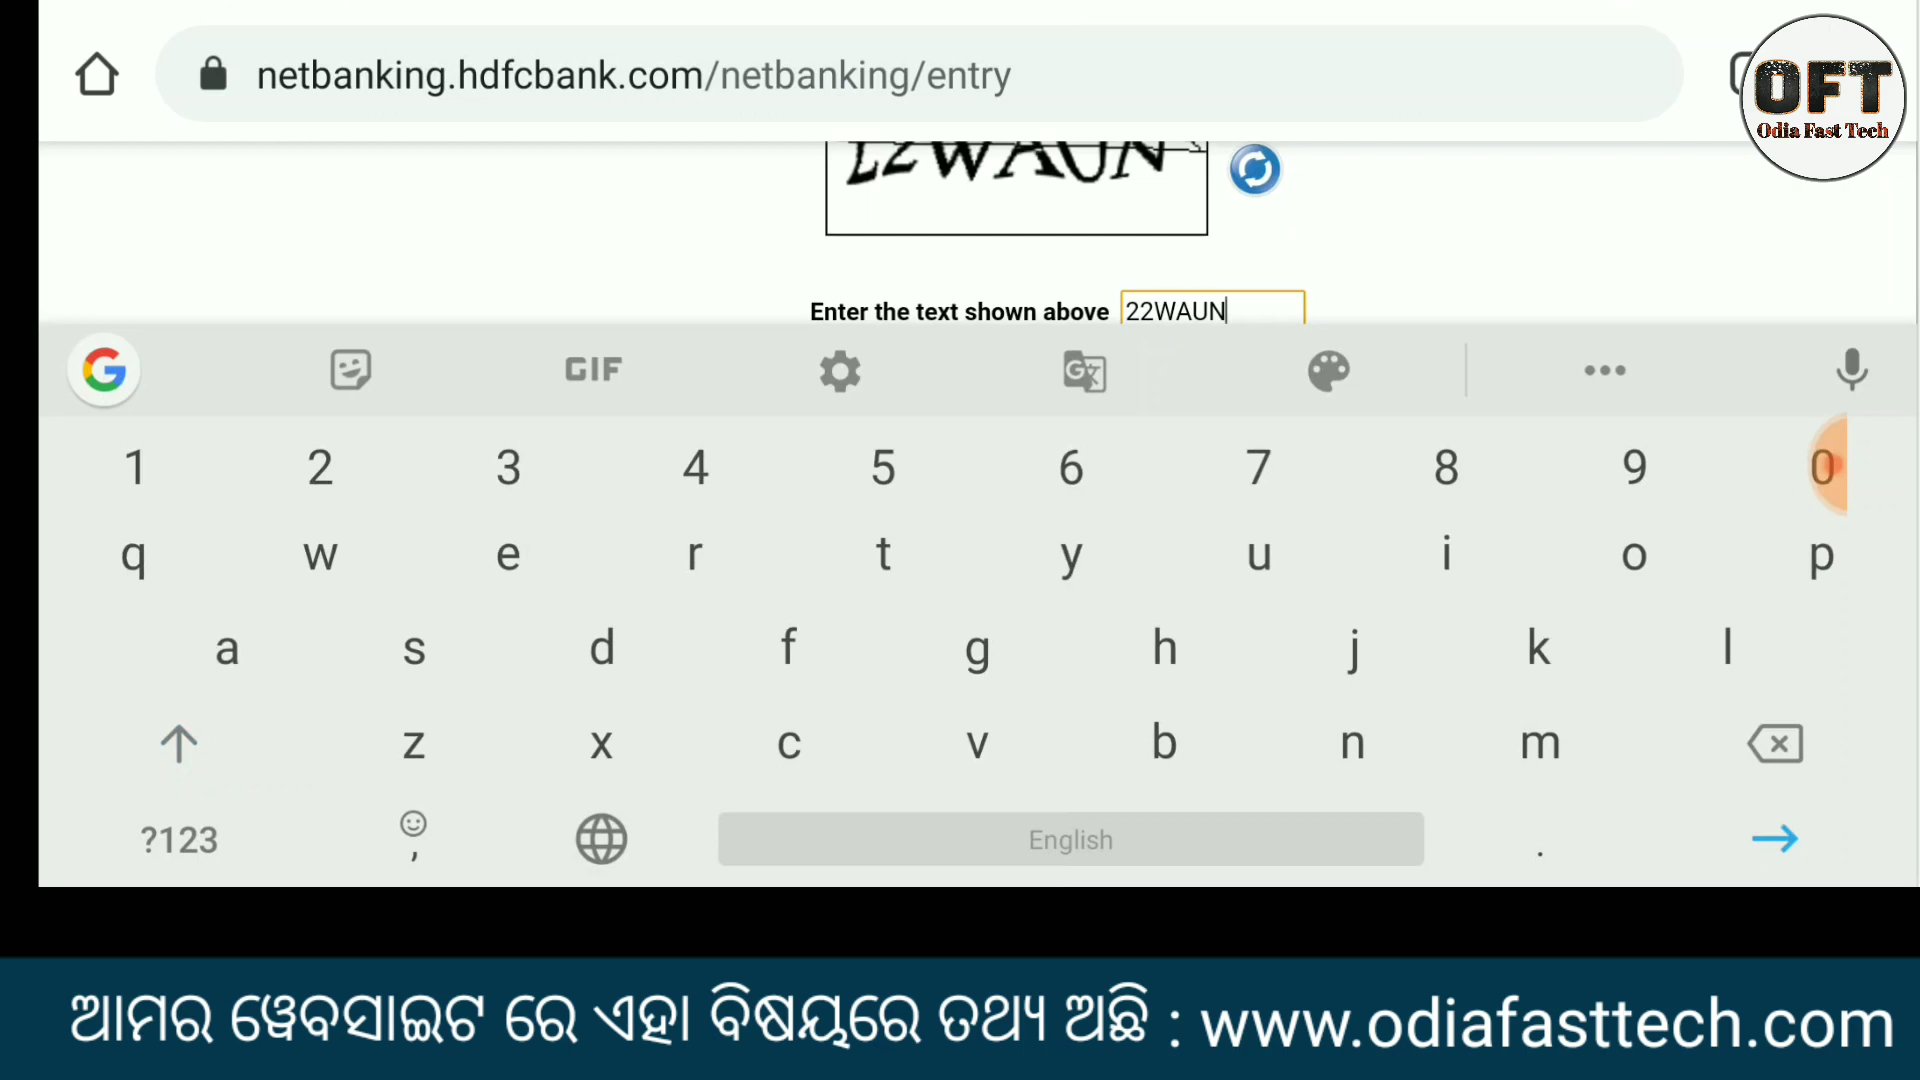 netbanking.hdfcbank.com/netbanking/entry
OFT
Odia Fast Tech
Enter the text shown above 22WAUN
GIF
1 2 3 4 5 6 7 8 9 0
q w e r t y u i o p
a s d f g h j k l
z x c v b n m
?123 , English .
ଆମର ୱେବସାଇଟ ରେ ଏହା ବିଷୟରେ ତଥ୍ୟ ଅଛି : www.odiafasttech.com